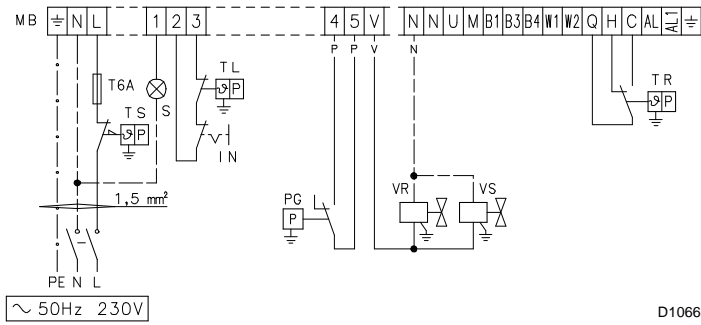 MB ⏚ N L 1 2 3 4 5 V N N U M B1 B3 B4 W1 W2 Q H C AL AL1 ⏚
P P V N
T6A
TL
ϑ P
S
TS
ϑ P
IN
TR
ϑ P
1,5 mm²
PG
P
VR VS
PE N L
∼ 50Hz 230V
D1066